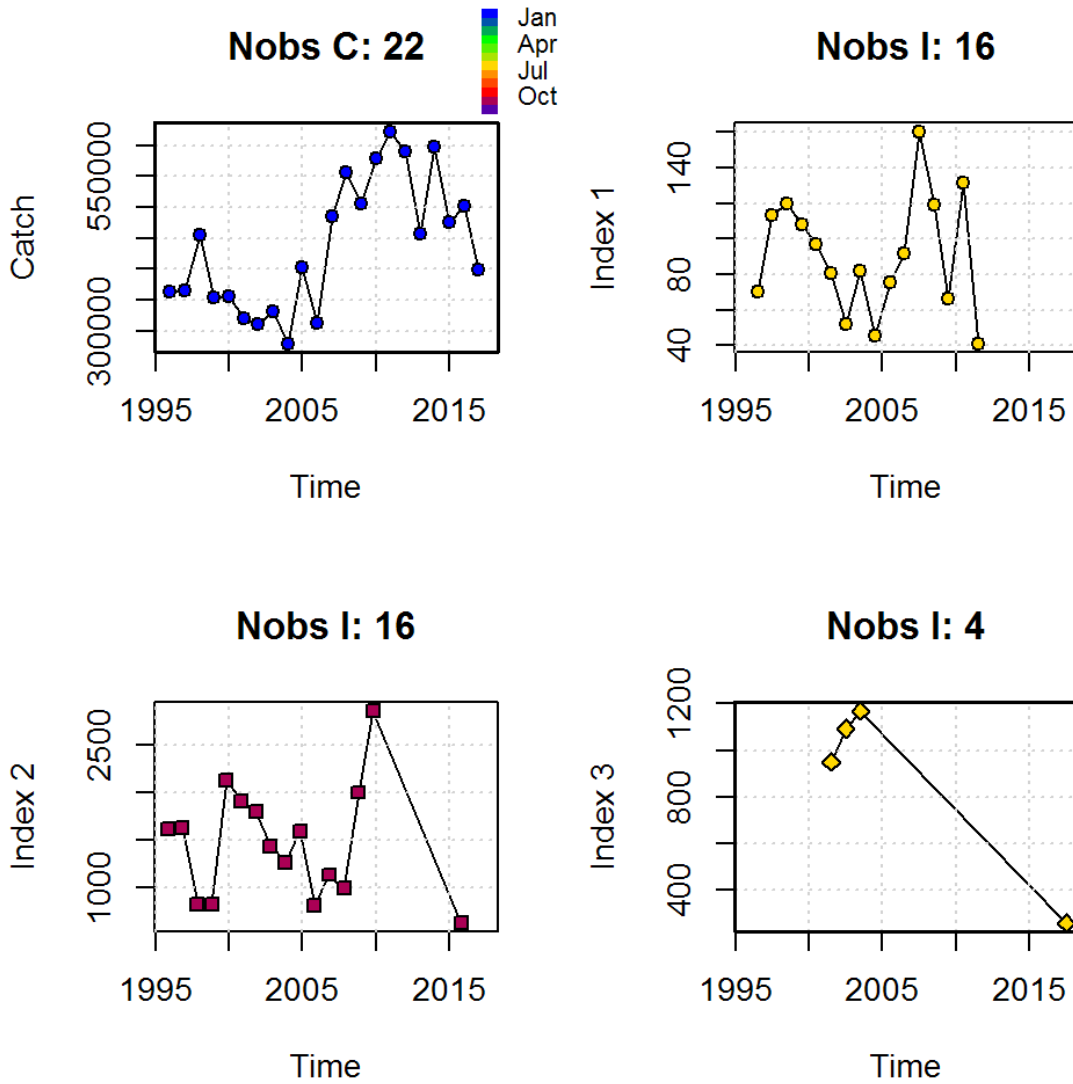 Nobs C: 22
Jan
Apr
Jul
Oct
Catch
550000
300000
1995 2005 2015
Time
Nobs I: 16
Index 1
140
80
40
1995 2005 2015
Time
Nobs I: 16
Index 2
2500
1000
1995 2005 2015
Time
Nobs I: 4
Index 3
1200
800
400
1995 2005 2015
Time